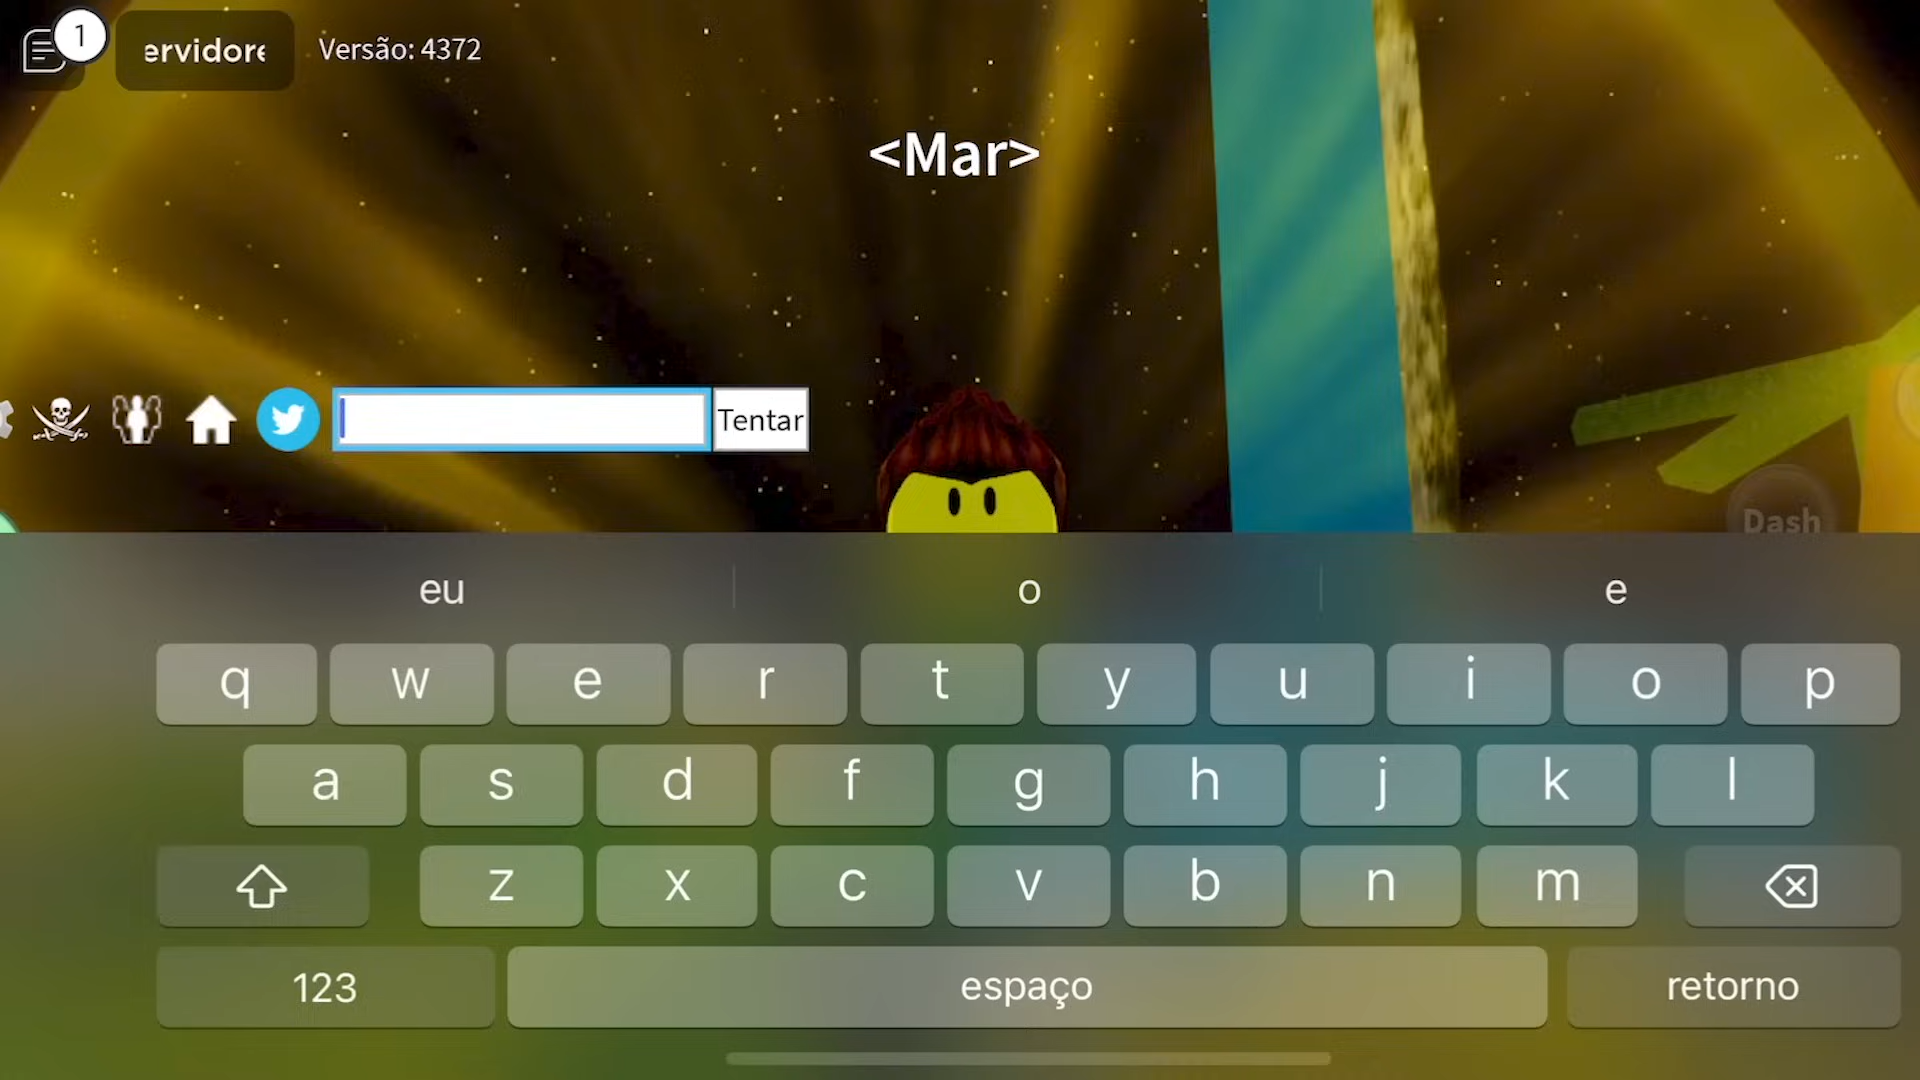 1
ervidore
Versão: 4372
<Mar>
Tentar
Dash
eu o e
q w e r t y u i o p
a s d f g h j k l
z x c v b n m
123 espaço retorno